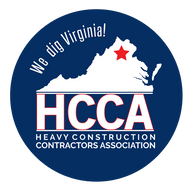 We dig Virginia!
HCCA
HEAVY CONSTRUCTION
CONTRACTORS ASSOCIATION